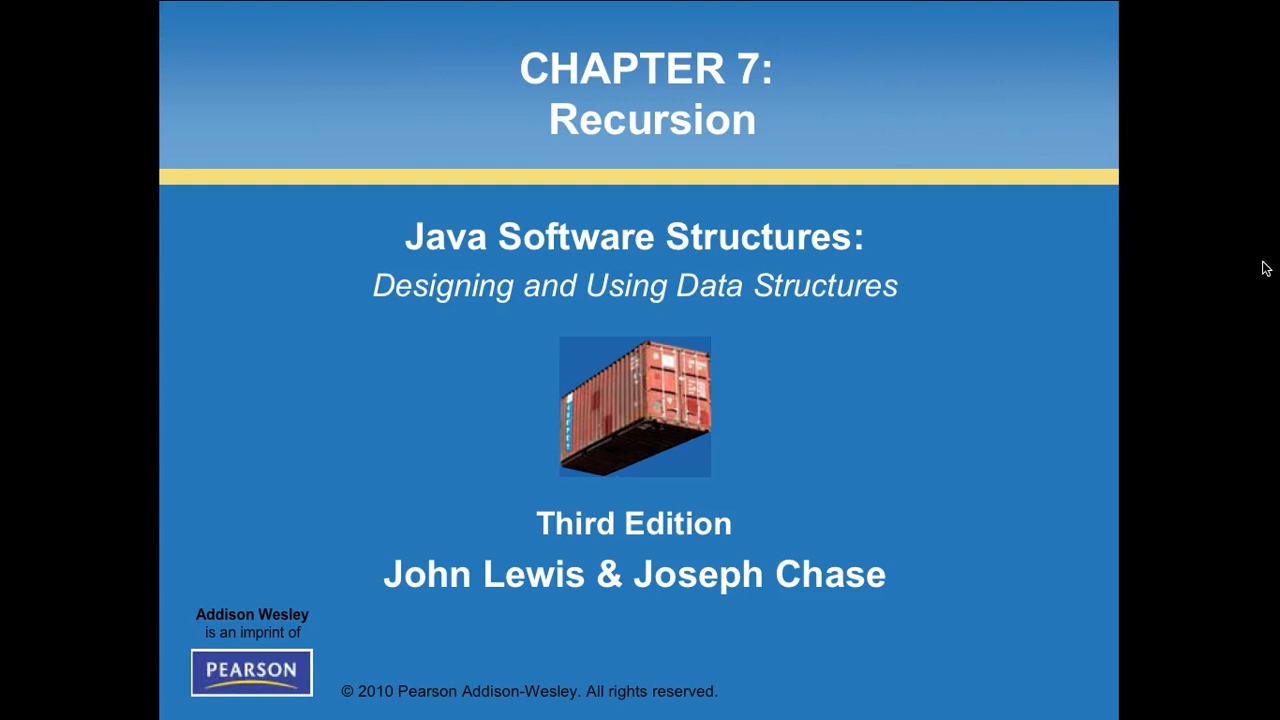 CHAPTER 7:
Recursion
Java Software Structures:
Designing and Using Data Structures
Third Edition
John Lewis & Joseph Chase
Addison Wesley
is an imprint of
PEARSON
© 2010 Pearson Addison-Wesley. All rights reserved.